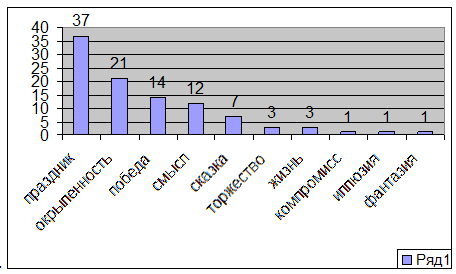 40
35
30
25
20
15
10
5
0
37
21
14
12
7
3
3
1
1
1
праздник
окрыленность
победа
смысл
сказка
торжество
жизнь
компромисс
иллюзия
фантазия
Ряд1